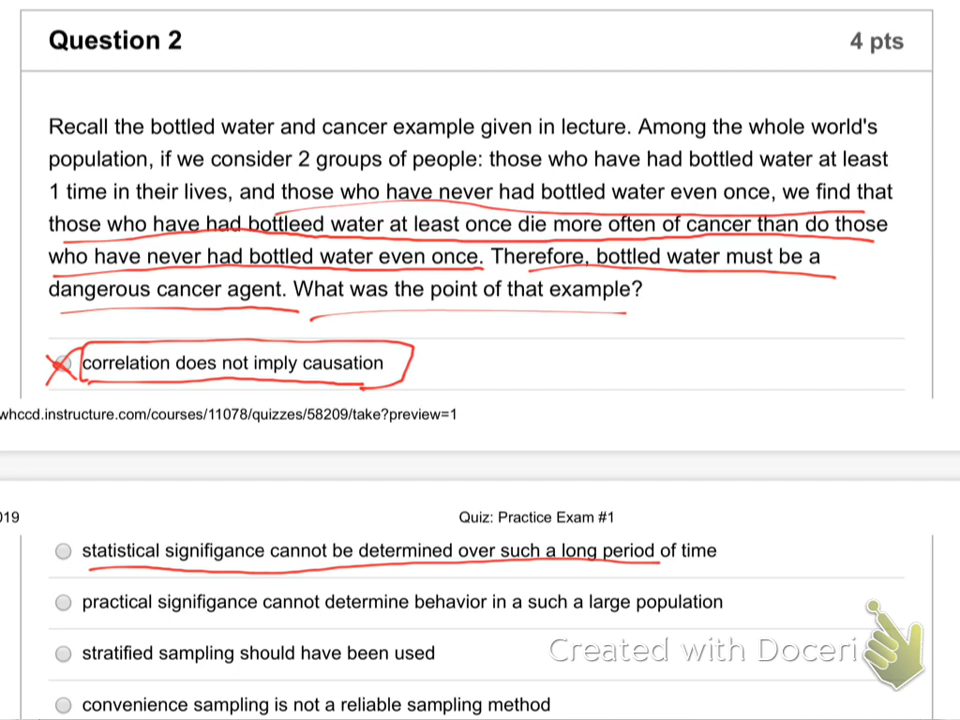 Question 2
4 pts
Recall the bottled water and cancer example given in lecture. Among the whole world's
population, if we consider 2 groups of people: those who have had bottled water at least
1 time in their lives, and those who have never had bottled water even once, we find that
those who have had bottleed water at least once die more often of cancer than do those
who have never had bottled water even once. Therefore, bottled water must be a
dangerous cancer agent. What was the point of that example?
correlation does not imply causation
whccd.instructure.com/courses/11078/quizzes/58209/take?preview=1
019
Quiz: Practice Exam #1
statistical signifigance cannot be determined over such a long period of time
practical signifigance cannot determine behavior in a such a large population
stratified sampling should have been used
Created with Doceri
convenience sampling is not a reliable sampling method